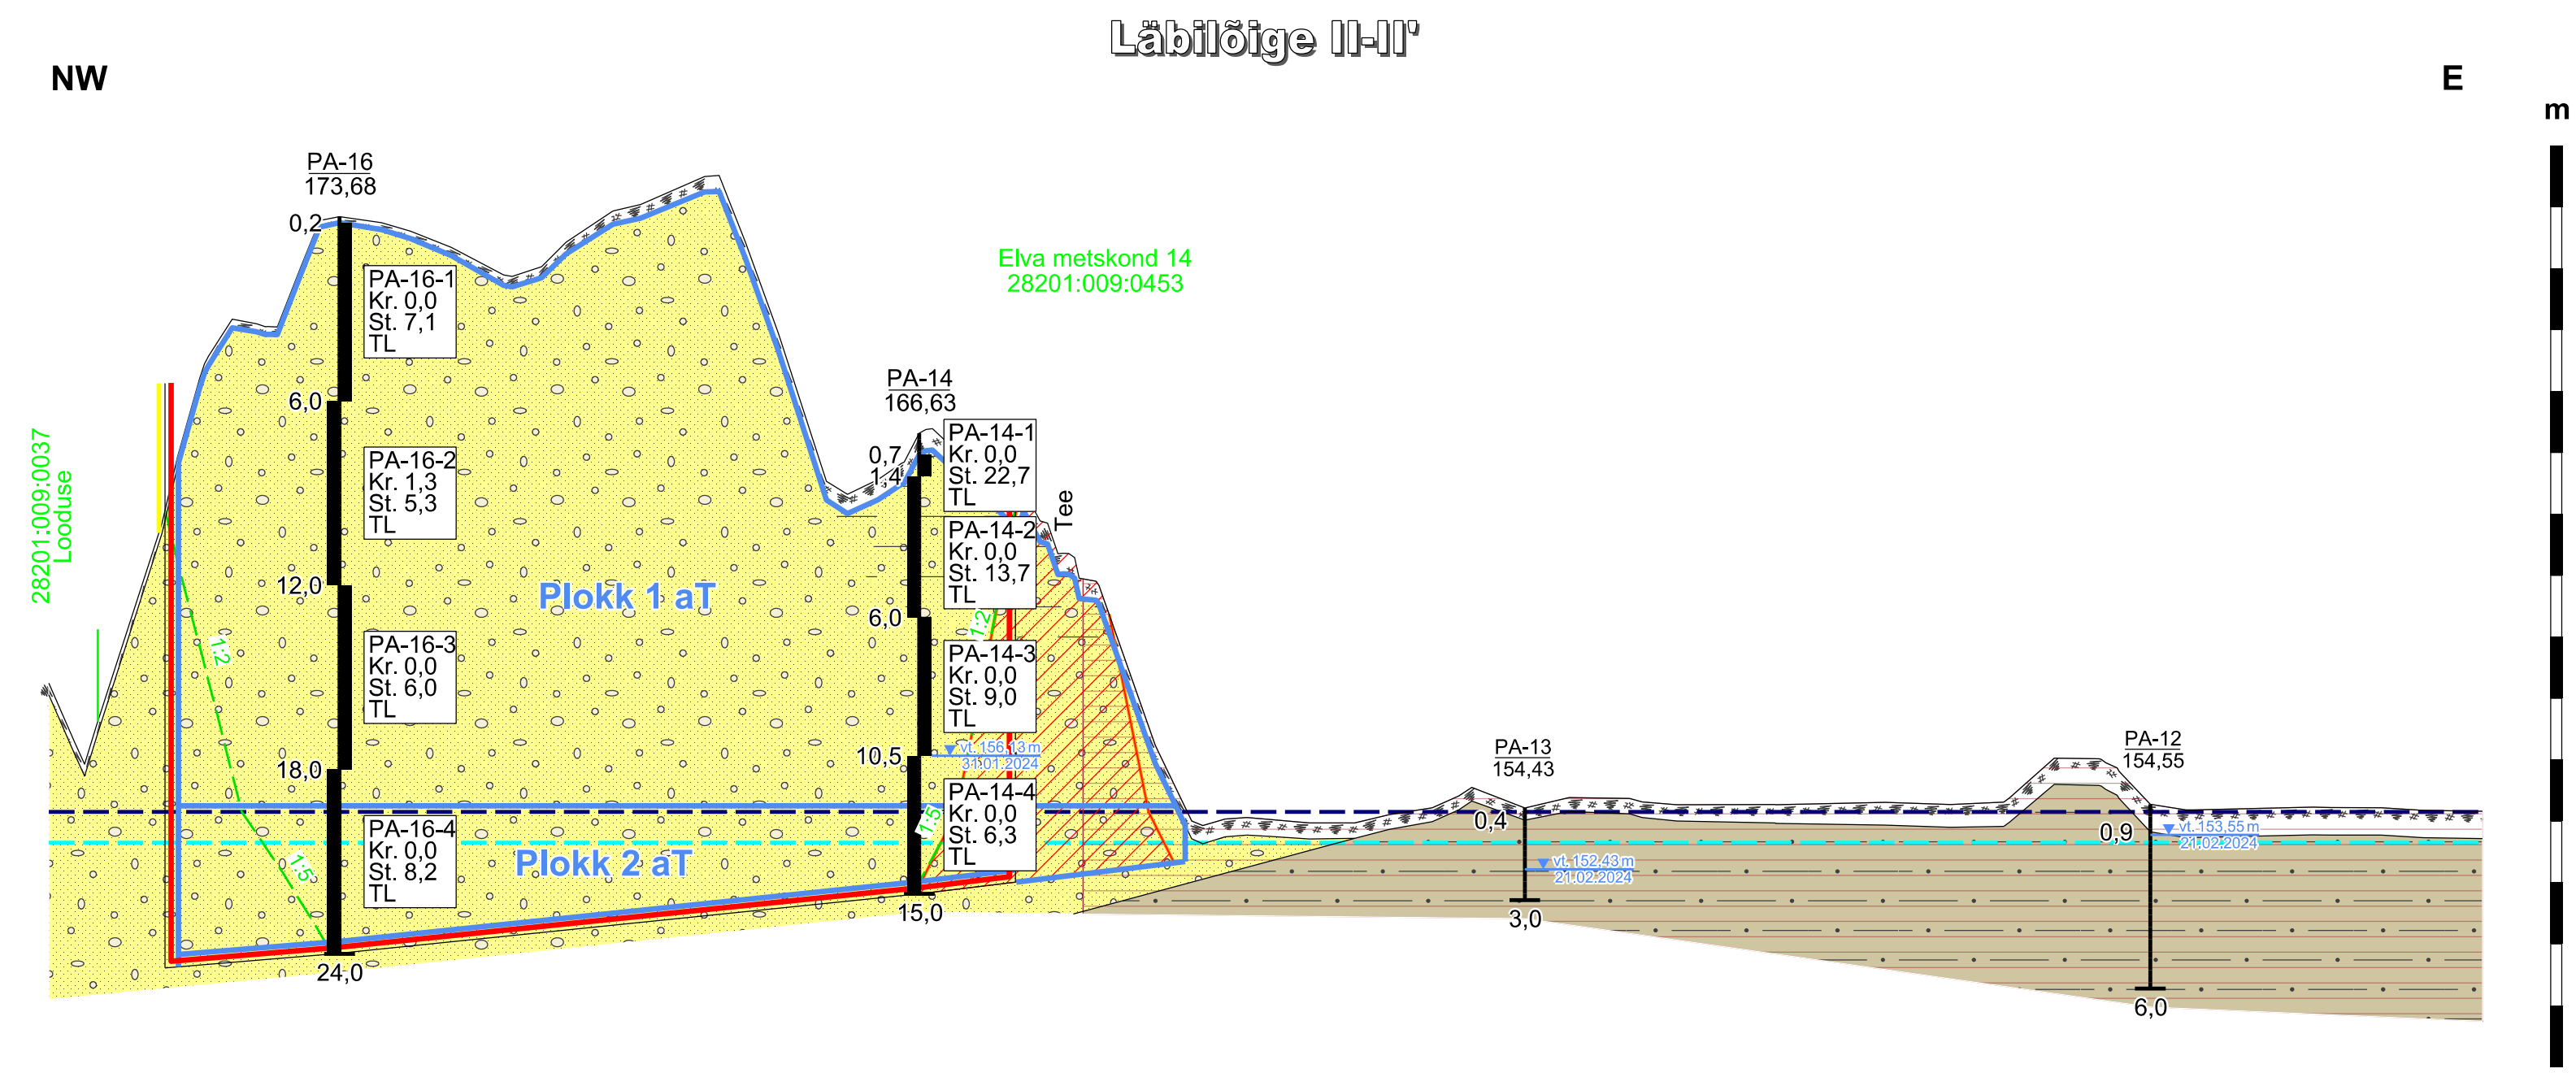 Läbilõige II-II'
NW
E
m
PA-16
173,68
0,2
6,0
12,0
18,0
24,0
PA-16-1
Kr. 0,0
St. 7,1
TL
PA-16-2
Kr. 1,3
St. 5,3
TL
PA-16-3
Kr. 0,0
St. 6,0
TL
PA-16-4
Kr. 0,0
St. 8,2
TL
28201:009:0037
Looduse
1:2
1:5
Plokk 1 aT
Plokk 2 aT
Elva metskond 14
28201:009:0453
PA-14
166,63
0,7
1,4
6,0
10,5
15,0
PA-14-1
Kr. 0,0
St. 22,7
TL
PA-14-2
Kr. 0,0
St. 13,7
TL
PA-14-3
Kr. 0,0
St. 9,0
TL
PA-14-4
Kr. 0,0
St. 6,3
TL
Tee
1:2
1:5
vt. 156,13 m
31.01.2024
PA-13
154,43
0,4
3,0
vt. 152,43 m
21.02.2024
PA-12
154,55
0,9
6,0
vt. 153,55 m
21.02.2024